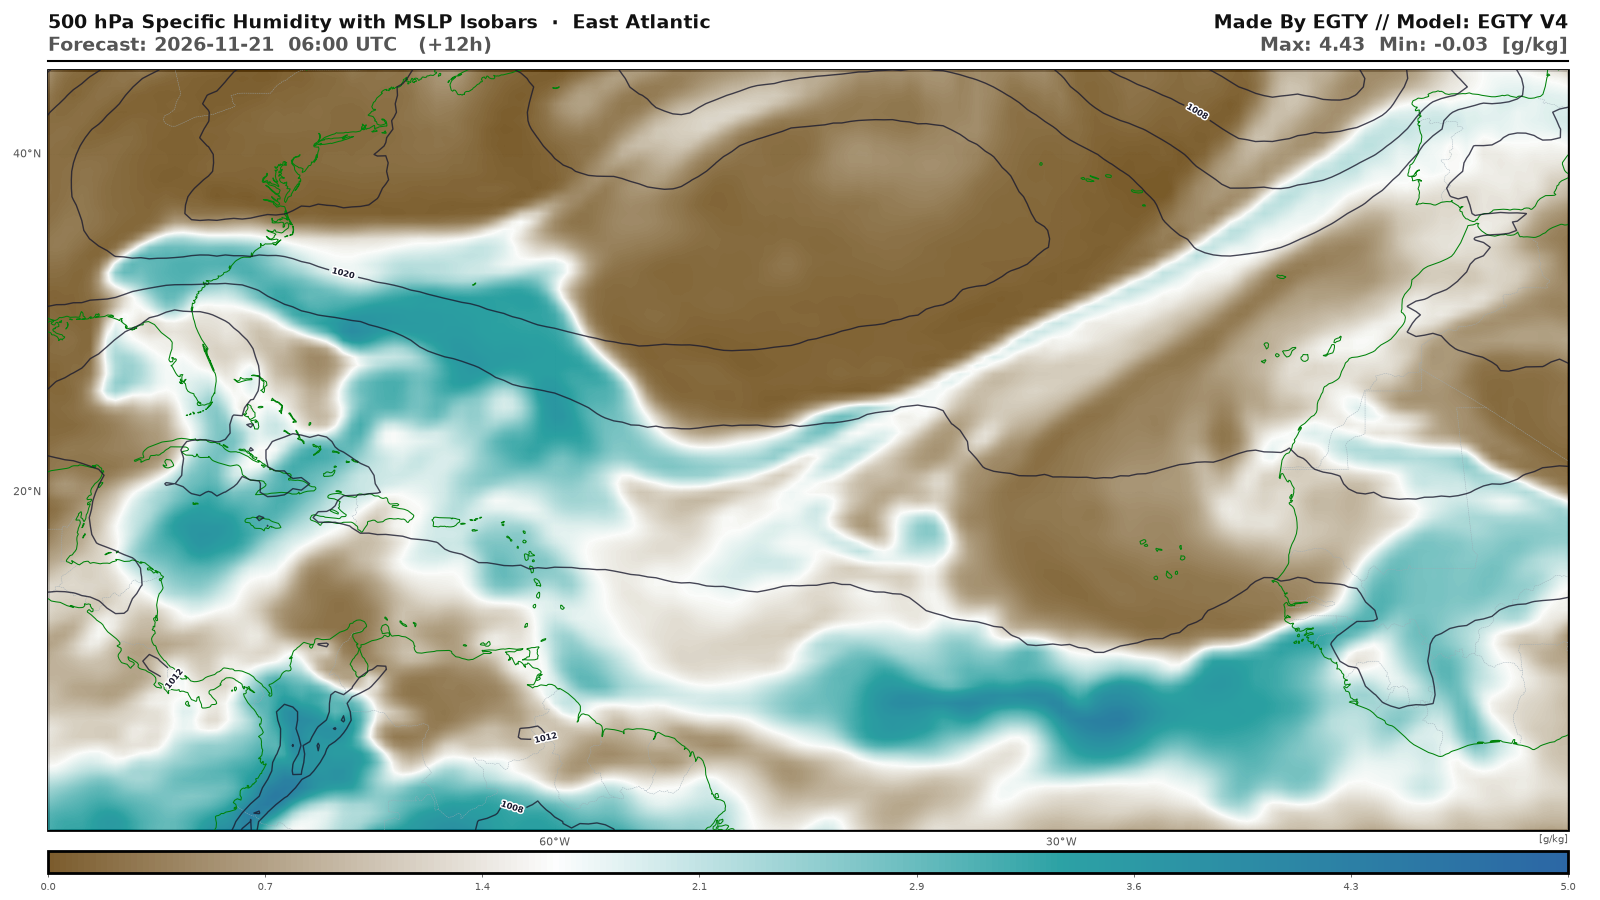 500 hPa Specific Humidity with MSLP Isobars · East Atlantic
Made By EGTY // Model: EGTY V4
Forecast: 2026-11-21 06:00 UTC (+12h)
Max: 4.43 Min: -0.03 [g/kg]
1008
40°N
1020
20°N
1012
1012
1008
60°W
30°W
[g/kg]
0.0
0.7
1.4
2.1
2.9
3.6
4.3
5.0